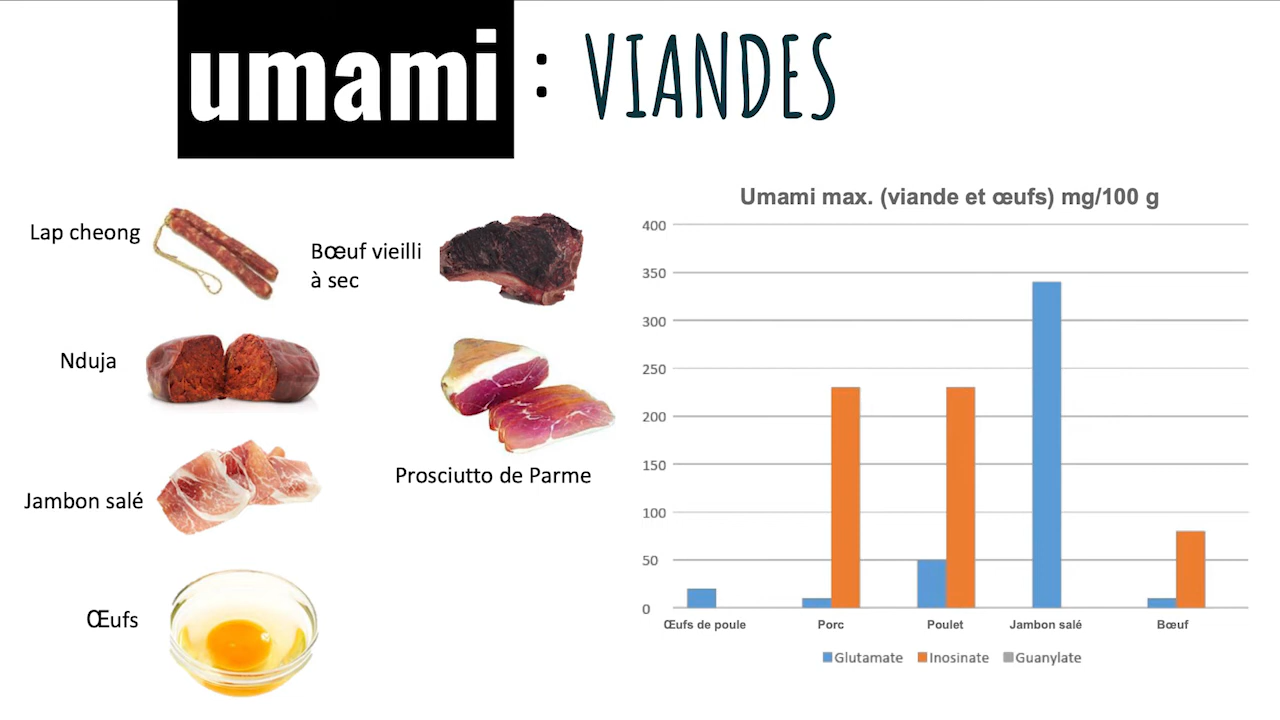 umami : VIANDES
Lap cheong
Bœuf vieilli
à sec
Nduja
Prosciutto de Parme
Jambon salé
Œufs
Umami max. (viande et œufs) mg/100 g
400
350
300
250
200
150
100
50
0
Œufs de poule Porc Poulet Jambon salé Bœuf
Glutamate Inosinate Guanylate